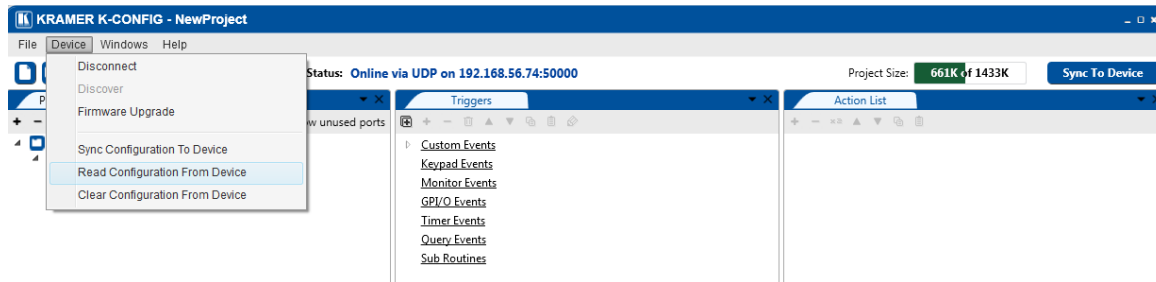 KRAMER K-CONFIG - NewProject
File Device Windows Help
Disconnect
Discover
Firmware Upgrade
Sync Configuration To Device
Read Configuration From Device
Clear Configuration From Device
Status: Online via UDP on 192.168.56.74:50000
Project Size: 661K of 1433K
Sync To Device
unused ports
Triggers
Custom Events
Keypad Events
Monitor Events
GPI/O Events
Timer Events
Query Events
Sub Routines
Action List